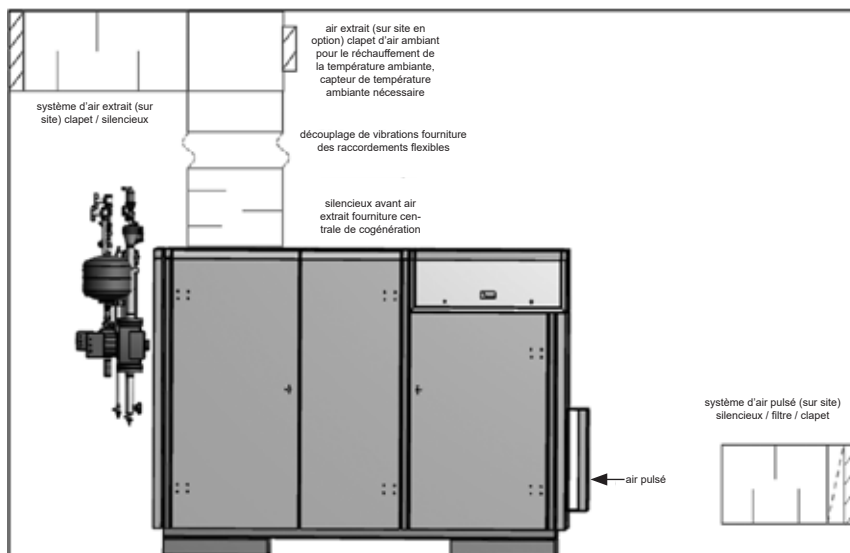 air extrait (sur site en
option) clapet d'air ambiant
pour le réchauffement de
la température ambiante,
capteur de température
ambiante nécessaire
système d'air extrait (sur
site) clapet / silencieux
découplage de vibrations fourniture
des raccordements flexibles
silencieux avant air
extrait fourniture cen-
trale de cogénération
système d'air pulsé (sur site)
silencieux / filtre / clapet
air pulsé